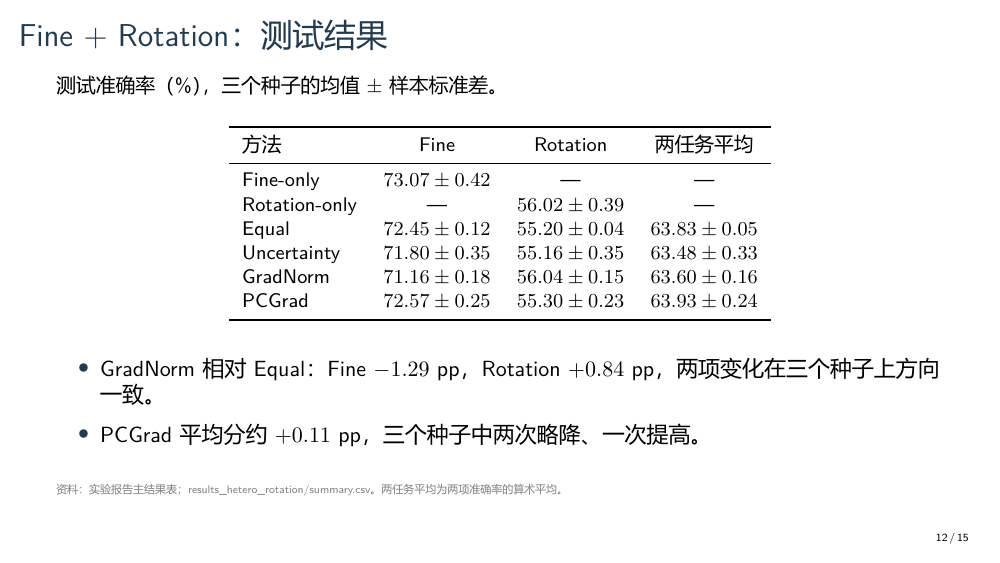 Fine + Rotation：测试结果
测试准确率（%），三个种子的均值 ± 样本标准差。
方法 Fine Rotation 两任务平均
Fine-only 73.07 ± 0.42 — —
Rotation-only — 56.02 ± 0.39 —
Equal 72.45 ± 0.12 55.20 ± 0.04 63.83 ± 0.05
Uncertainty 71.80 ± 0.35 55.16 ± 0.35 63.48 ± 0.33
GradNorm 71.16 ± 0.18 56.04 ± 0.15 63.60 ± 0.16
PCGrad 72.57 ± 0.25 55.30 ± 0.23 63.93 ± 0.24
• GradNorm 相对 Equal：Fine −1.29 pp，Rotation +0.84 pp，两项变化在三个种子上方向
一致。
• PCGrad 平均分约 +0.11 pp，三个种子中两次略降、一次提高。
资料：实验报告主结果表；results_hetero_rotation/summary.csv。两任务平均为两项准确率的算术平均。
12 / 15